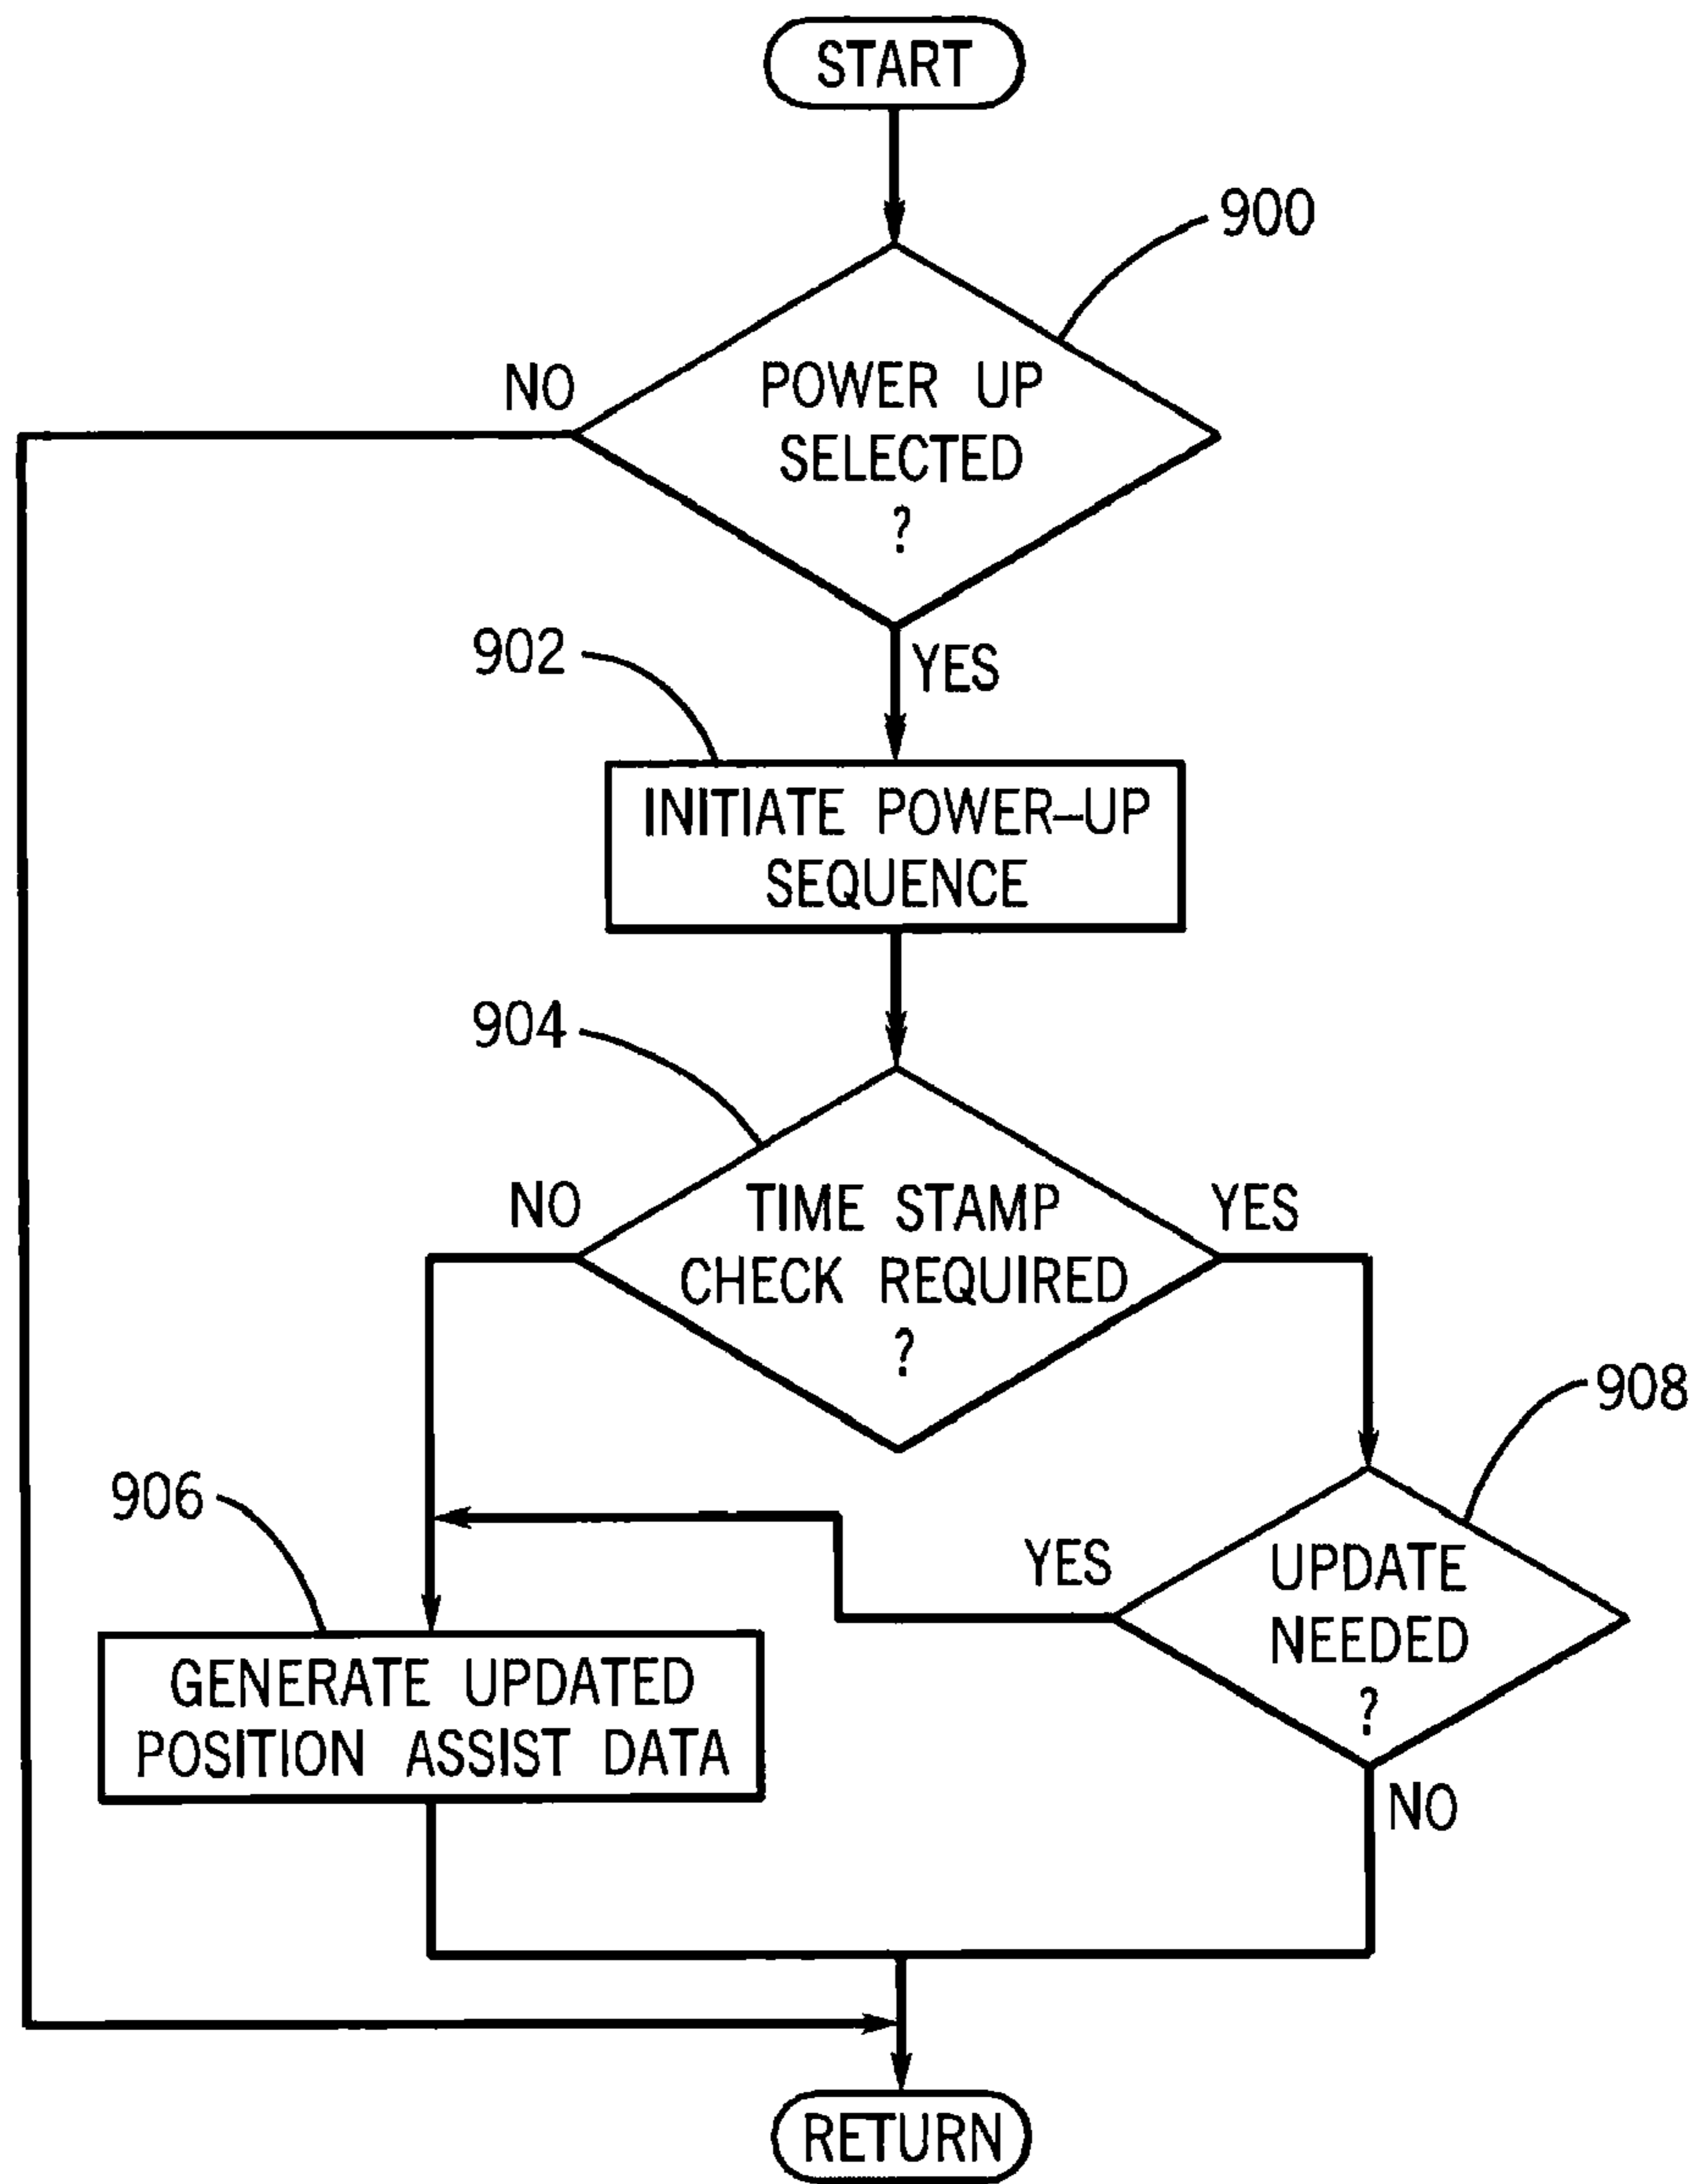 START
900
NO
POWER UP
SELECTED
?
902
YES
INITIATE POWER–UP
SEQUENCE
904
NO
TIME STAMP
CHECK REQUIRED
?
YES
908
906
YES
UPDATE
NEEDED
?
GENERATE UPDATED
POSITION ASSIST DATA
NO
RETURN